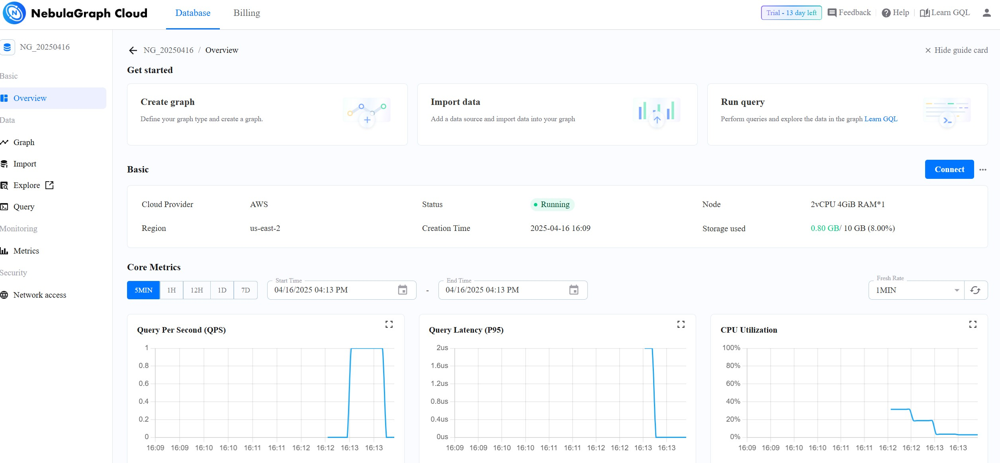 NebulaGraph Cloud
Database
Billing
Trial - 13 day left
Feedback
Help
Learn GQL
NG_20250416
Basic
Overview
Data
Graph
Import
Explore
Query
Monitoring
Metrics
Security
Network access
NG_20250416 / Overview
Hide guide card
Get started
Create graph
Define your graph type and create a graph.
Import data
Add a data source and import data into your graph
Run query
Perform queries and explore the data in the graph Learn GQL
Basic
Connect
Cloud Provider
AWS
Status
Running
Node
2vCPU 4GiB RAM*1
Region
us-east-2
Creation Time
2025-04-16 16:09
Storage used
0.80 GB/ 10 GB (8.00%)
Core Metrics
5MIN
1H
12H
1D
7D
Start Time
04/16/2025 04:13 PM
-
End Time
04/16/2025 04:13 PM
Fresh Rate
1MIN
Query Per Second (QPS)
1
0.8
0.6
0.4
0.2
0
16:09 16:09 16:10 16:10 16:11 16:11 16:12 16:12 16:13 16:13
Query Latency (P95)
2us
1.6us
1.2us
0.8us
0.4us
0us
16:09 16:09 16:10 16:10 16:11 16:11 16:12 16:12 16:13 16:13
CPU Utilization
100%
80%
60%
40%
20%
0%
16:09 16:09 16:10 16:10 16:11 16:11 16:12 16:12 16:13 16:13